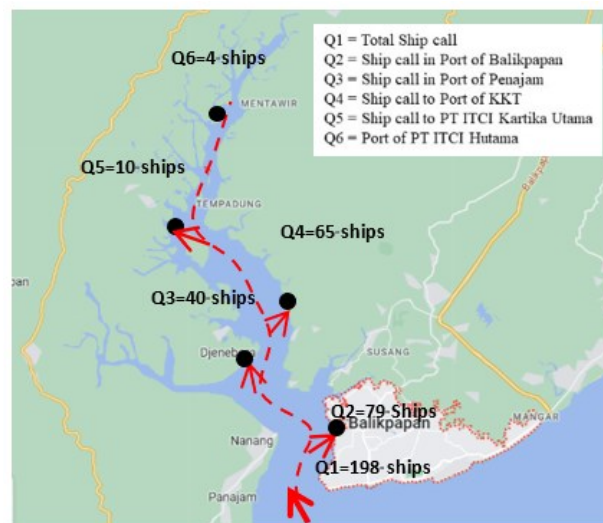 Q1 = Total Ship call
Q2 = Ship call in Port of Balikpapan
Q3 = Ship call in Port of Penajam
Q4 = Ship call to Port of KKT
Q5 = Ship call to PT ITCI Kartika Utama
Q6 = Port of PT ITCI Hutama
Q6=4-ships
MENTAWIR
Q5=10-ships
TEMPADUNG
Q4=65-ships
Q3=40-ships
SUSANG
Q2=79-Ships
Balikpapan
MANGAR
Nanang
Q1=198-ships
Panajam